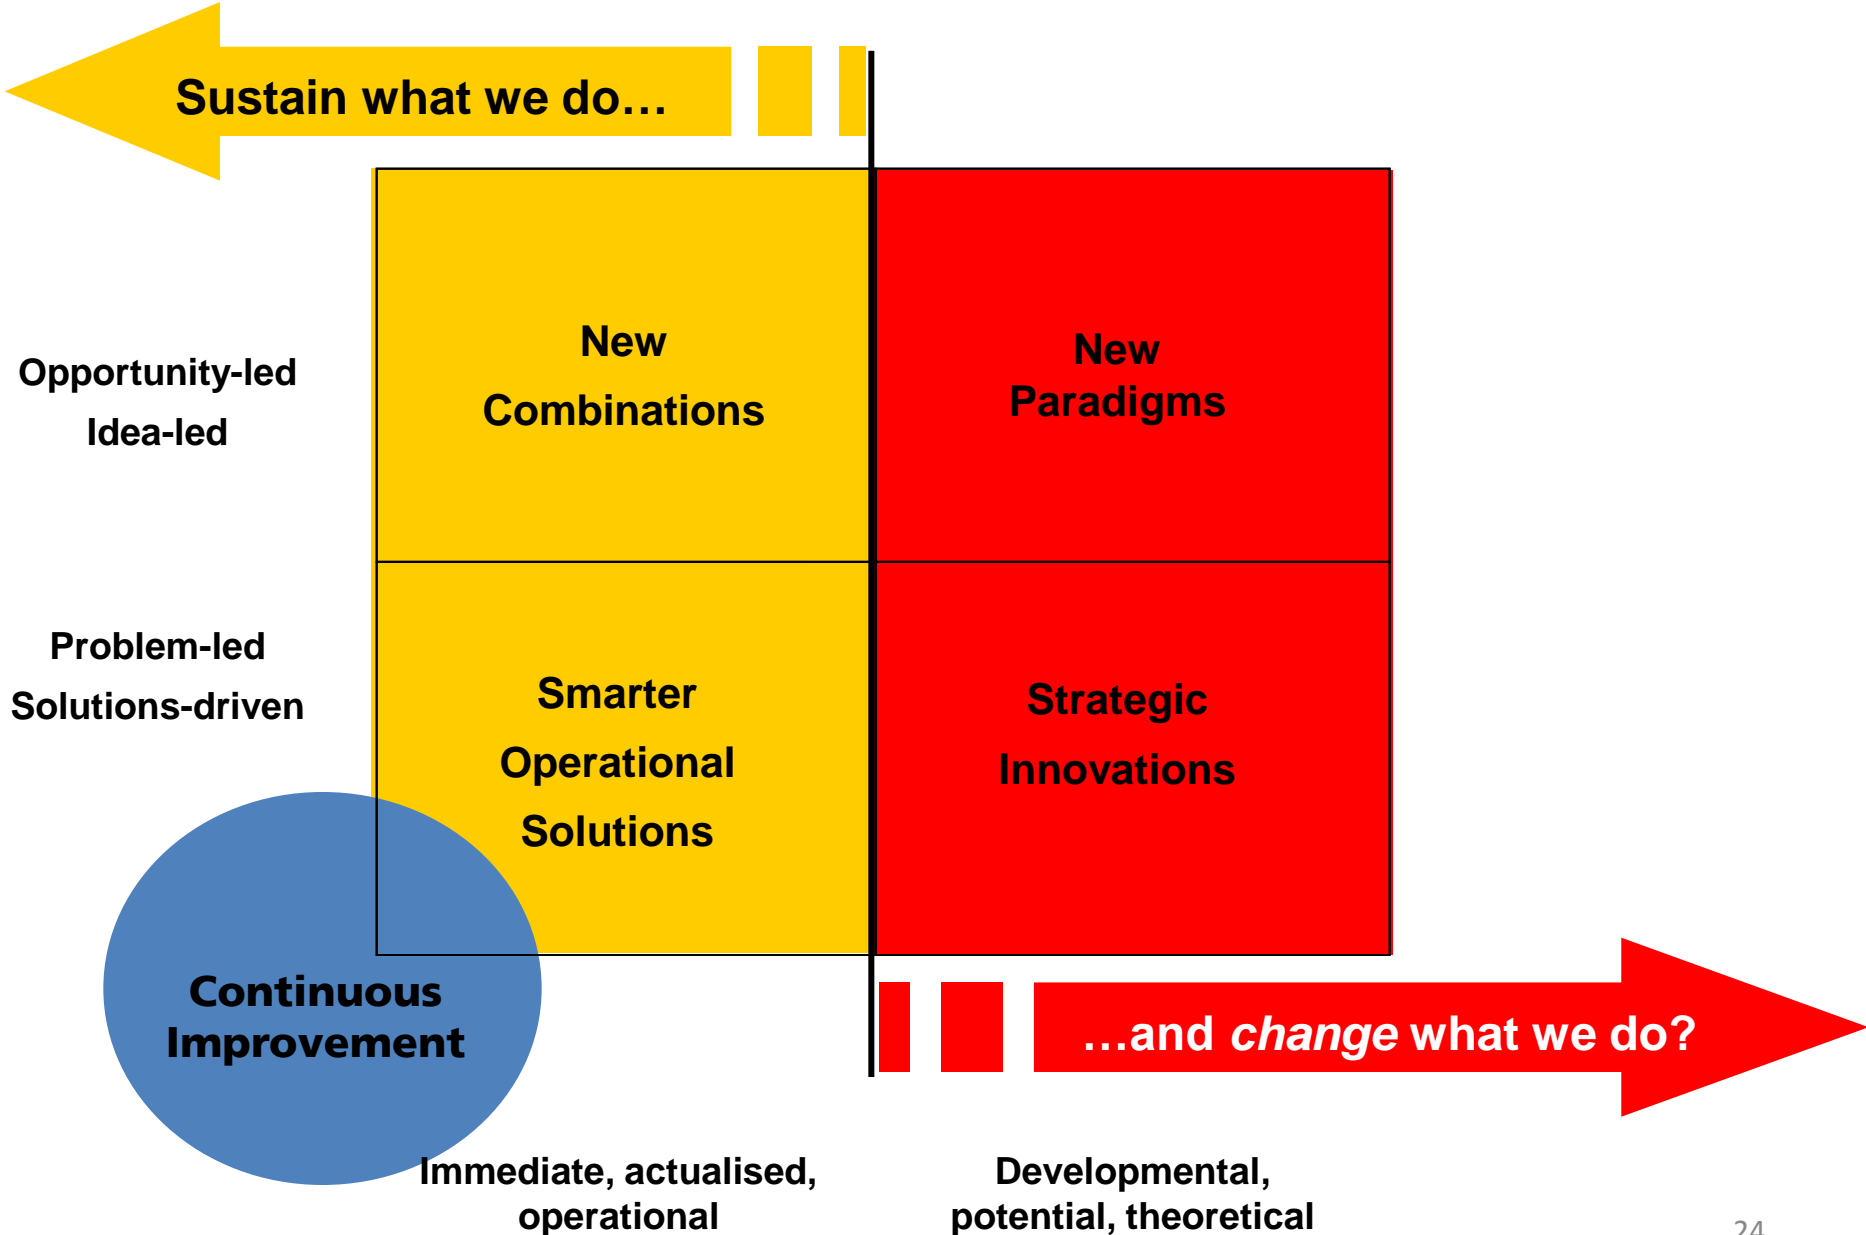 Sustain what we do…
Opportunity-led
Idea-led
New
Combinations
New
Paradigms
Problem-led
Solutions-driven
Smarter
Operational
Solutions
Strategic
Innovations
Continuous
Improvement
…and change what we do?
Immediate, actualised,
operational
Developmental,
potential, theoretical
24